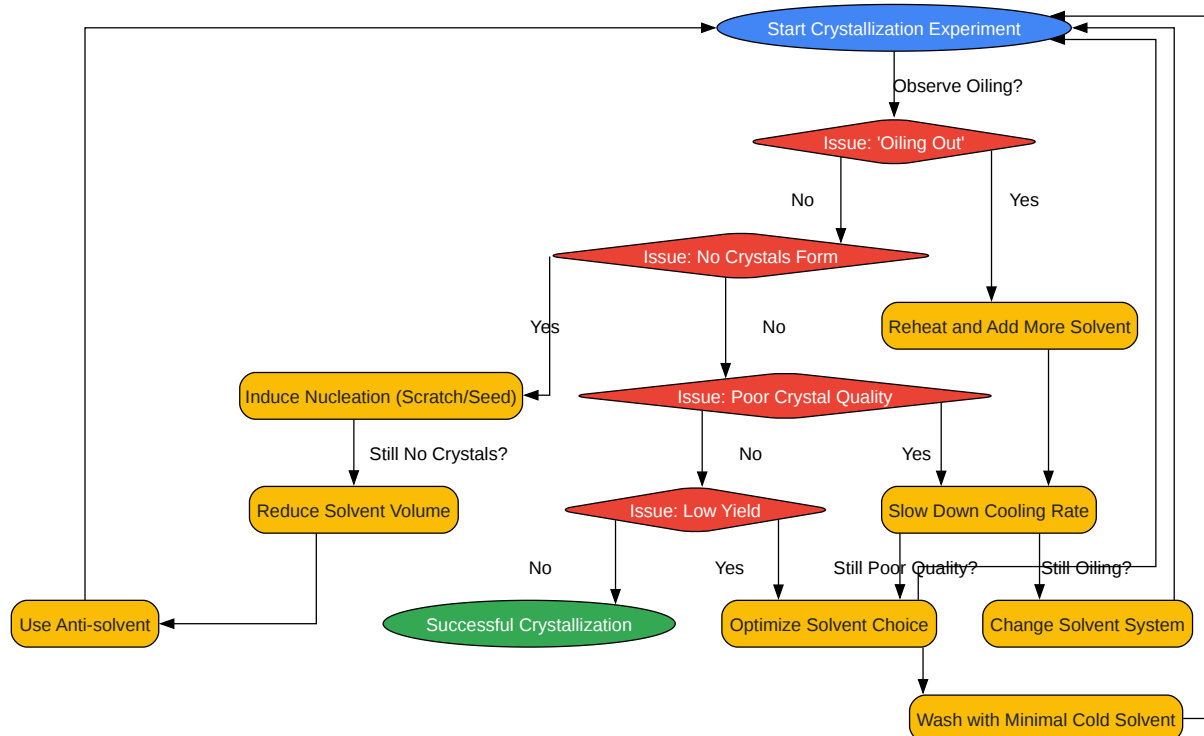 Start Crystallization Experiment
Observe Oiling?
Issue: 'Oiling Out'
No
Yes
Issue: No Crystals Form
Yes
No
Reheat and Add More Solvent
Induce Nucleation (Scratch/Seed)
Issue: Poor Crystal Quality
Still No Crystals?
No
Yes
Reduce Solvent Volume
Issue: Low Yield
Slow Down Cooling Rate
No
Yes
Still Poor Quality?
Still Oiling?
Use Anti-solvent
Successful Crystallization
Optimize Solvent Choice
Change Solvent System
Wash with Minimal Cold Solvent